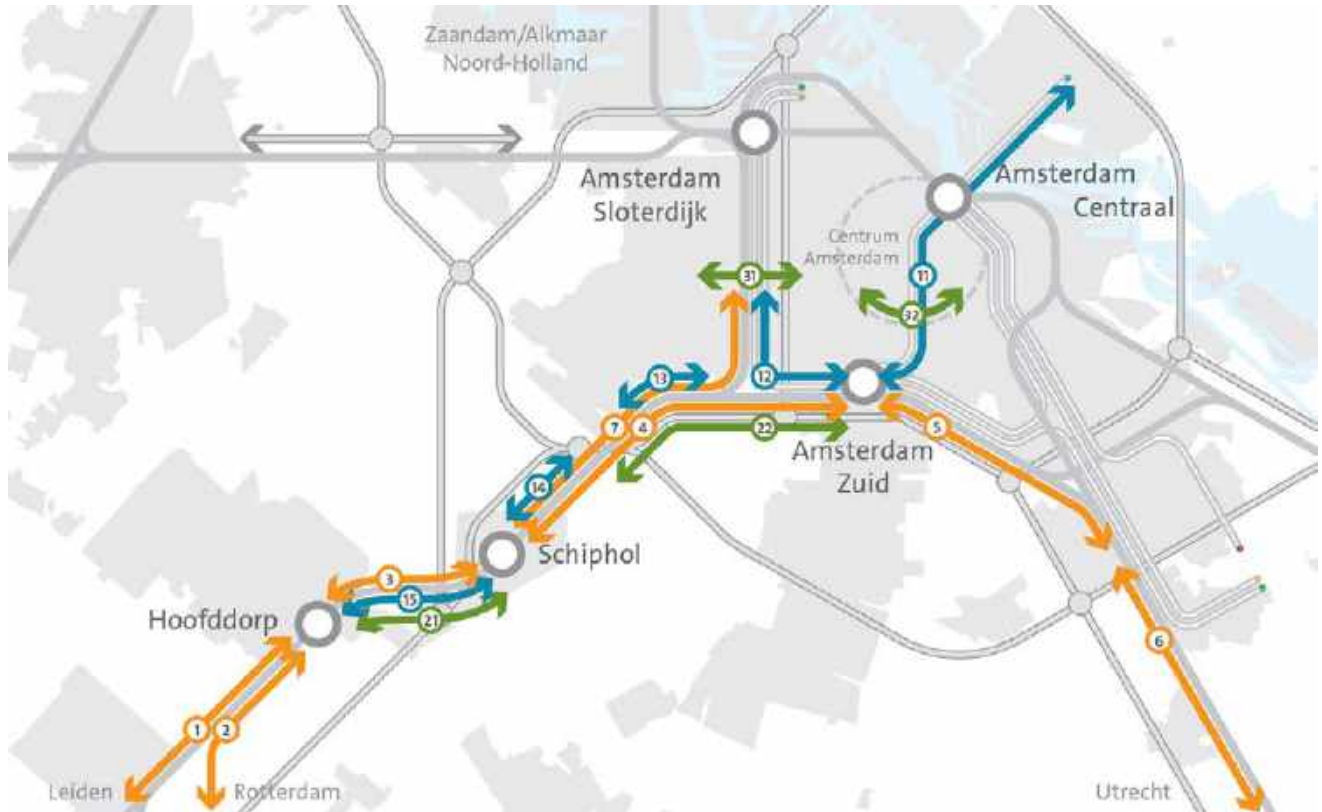 Zaandam/Alkmaar
Noord-Holland
Amsterdam
Sloterdijk
Amsterdam
Centraal
Centrum
Amsterdam
11
31
32
13
12
7
4
22
5
Amsterdam
Zuid
14
Schiphol
3
15
21
Hoofddorp
6
1
2
Leiden
Rotterdam
Utrecht